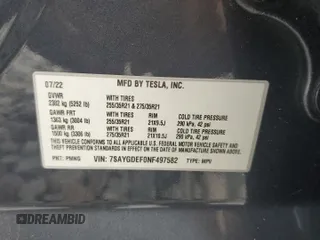 07/22 MFD BY TESLA, INC.
GVWR WITH TIRES
2382 kg (5252 lb) 255/35R21 & 275/35R21
GAWR FRT WITH TIRES RIM COLD TIRE PRESSURE
1363 kg (3004 lb) 255/35R21 21X9.5J 290 kPa, 42 psi
GAWR RR WITH TIRES RIM COLD TIRE PRESSURE
1500 kg (3306 lb) 275/35R21 21X10.5J 290 kPa, 42 psi
THIS VEHICLE CONFORMS TO ALL APPLICABLE U.S. FEDERAL MOTOR VEHICLE
SAFETY AND THEFT PREVENTION STANDARDS IN EFFECT ON THE DATE OF
MANUFACTURE SHOWN ABOVE.
PNT: PMNG VIN: 7SAYGDEF0NF497582 TYPE: MPV
DREAMBID